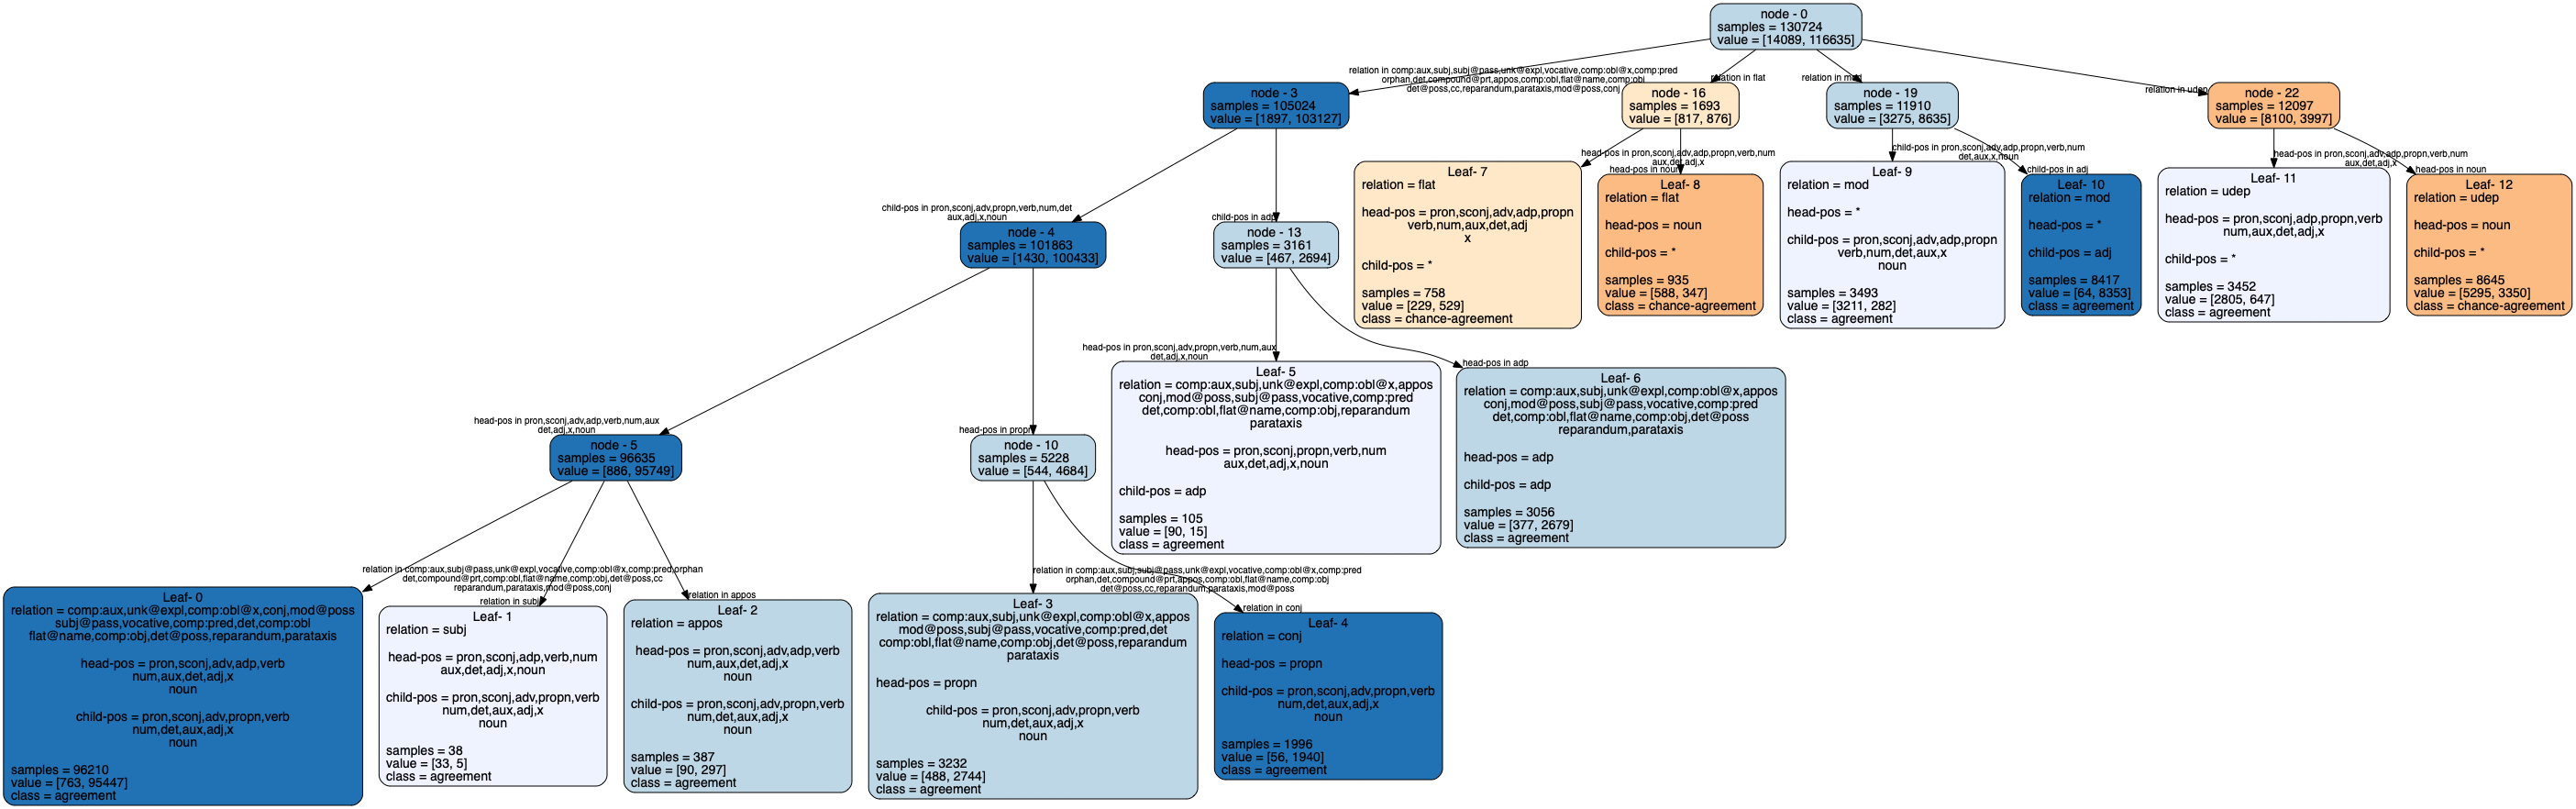 node - 0
samples = 130724
value = [14089, 116635]
relation in comp:aux,subj,subj@pass,unk@expl,vocative,comp:obl@x,comp:pred
orphan,det,compound@prt,appos,comp:obl,flat@name,comp:obj
det@poss,cc,reparandum,parataxis,mod@poss,conj
relation in flat
relation in mod
relation in udep
node - 3
samples = 105024
value = [1897, 103127]
node - 16
samples = 1693
value = [817, 876]
node - 19
samples = 11910
value = [3275, 8635]
node - 22
samples = 12097
value = [8100, 3997]
child-pos in pron,sconj,adv,propn,verb,num,det
aux,adj,x,noun
child-pos in adp
head-pos in pron,sconj,adv,adp,propn,verb,num
aux,det,adj,x
head-pos in noun
child-pos in pron,sconj,adv,adp,propn,verb,num
det,aux,x,noun
child-pos in adj
head-pos in pron,sconj,adv,adp,propn,verb,num
aux,det,adj,x
head-pos in noun
node - 4
samples = 101863
value = [1430, 100433]
node - 13
samples = 3161
value = [467, 2694]
Leaf- 7
relation = flat
head-pos = pron,sconj,adv,adp,propn
verb,num,aux,det,adj
x
child-pos = *
samples = 758
value = [229, 529]
class = chance-agreement
Leaf- 8
relation = flat
head-pos = noun
child-pos = *
samples = 935
value = [588, 347]
class = chance-agreement
Leaf- 9
relation = mod
head-pos = *
child-pos = pron,sconj,adv,adp,propn
verb,num,det,aux,x
noun
samples = 3493
value = [3211, 282]
class = agreement
Leaf- 10
relation = mod
head-pos = *
child-pos = adj
samples = 8417
value = [64, 8353]
class = agreement
Leaf- 11
relation = udep
head-pos = pron,sconj,adp,propn,verb
num,aux,det,adj,x
child-pos = *
samples = 3452
value = [2805, 647]
class = agreement
Leaf- 12
relation = udep
head-pos = noun
child-pos = *
samples = 8645
value = [5295, 3350]
class = chance-agreement
head-pos in pron,sconj,adv,adp,verb,num,aux
det,adj,x,noun
head-pos in propn
head-pos in pron,sconj,adv,propn,verb,num,aux
det,adj,x,noun
head-pos in adp
node - 5
samples = 96635
value = [886, 95749]
node - 10
samples = 5228
value = [544, 4684]
Leaf- 5
relation = comp:aux,subj,unk@expl,comp:obl@x,appos
conj,mod@poss,subj@pass,vocative,comp:pred
det,comp:obl,flat@name,comp:obj,reparandum
parataxis
head-pos = pron,sconj,propn,verb,num
aux,det,adj,x,noun
child-pos = adp
samples = 105
value = [90, 15]
class = agreement
Leaf- 6
relation = comp:aux,subj,unk@expl,comp:obl@x,appos
conj,mod@poss,subj@pass,vocative,comp:pred
det,comp:obl,flat@name,comp:obj,det@poss
reparandum,parataxis
head-pos = adp
child-pos = adp
samples = 3056
value = [377, 2679]
class = agreement
relation in comp:aux,subj@pass,unk@expl,vocative,comp:obl@x,comp:pred,orphan
det,compound@prt,comp:obl,flat@name,comp:obj,det@poss,cc
reparandum,parataxis,mod@poss,conj
relation in subj
relation in appos
relation in comp:aux,subj,subj@pass,unk@expl,vocative,comp:obl@x,comp:pred
orphan,det,compound@prt,appos,comp:obl,flat@name,comp:obj
det@poss,cc,reparandum,parataxis,mod@poss
relation in conj
Leaf- 0
relation = comp:aux,unk@expl,comp:obl@x,conj,mod@poss
subj@pass,vocative,comp:pred,det,comp:obl
flat@name,comp:obj,det@poss,reparandum,parataxis
head-pos = pron,sconj,adv,adp,verb
num,aux,det,adj,x
noun
child-pos = pron,sconj,adv,propn,verb
num,det,aux,adj,x
noun
samples = 96210
value = [763, 95447]
class = agreement
Leaf- 1
relation = subj
head-pos = pron,sconj,adp,verb,num
aux,det,adj,x,noun
child-pos = pron,sconj,adv,propn,verb
num,det,aux,adj,x
noun
samples = 38
value = [33, 5]
class = agreement
Leaf- 2
relation = appos
head-pos = pron,sconj,adv,adp,verb
num,aux,det,adj,x
noun
child-pos = pron,sconj,adv,propn,verb
num,det,aux,adj,x
noun
samples = 387
value = [90, 297]
class = agreement
Leaf- 3
relation = comp:aux,subj,unk@expl,comp:obl@x,appos
mod@poss,subj@pass,vocative,comp:pred,det
comp:obl,flat@name,comp:obj,det@poss,reparandum
parataxis
head-pos = propn
child-pos = pron,sconj,adv,propn,verb
num,det,aux,adj,x
noun
samples = 3232
value = [488, 2744]
class = agreement
Leaf- 4
relation = conj
head-pos = propn
child-pos = pron,sconj,adv,propn,verb
num,det,aux,adj,x
noun
samples = 1996
value = [56, 1940]
class = agreement